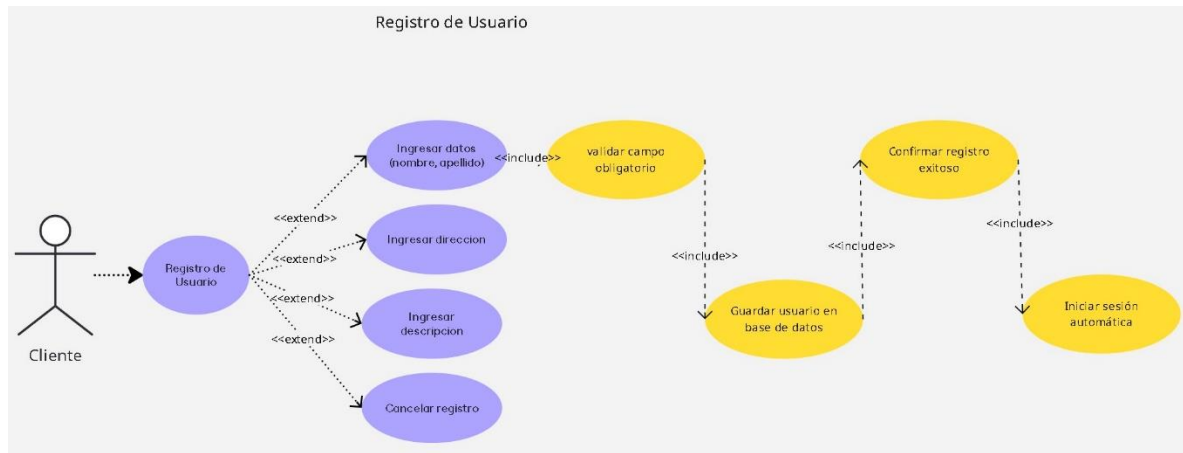 Registro de Usuario
Ingresar datos
(nombre, apellido)
<<include>>
validar campo
obligatorio
Confirmar registro
exitoso
<<extend>>
<<include>>
Ingresar direccion
<<extend>>
<<include>>
<<include>>
Registro de
Usuario
<<extend>>
Ingresar
descripcion
Guardar usuario en
base de datos
Iniciar sesión
automática
<<extend>>
Cliente
Cancelar registro